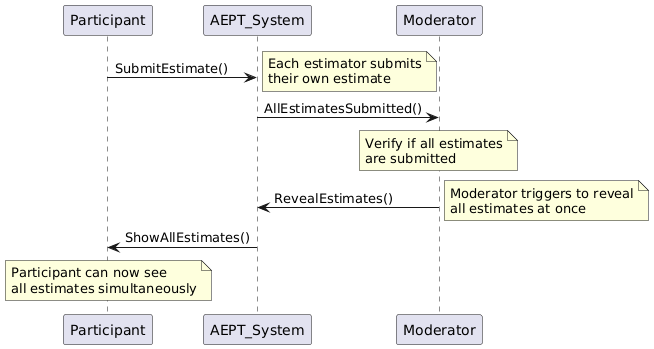 Participant
AEPT_System
Moderator
SubmitEstimate()
Each estimator submits
their own estimate
AllEstimatesSubmitted()
Verify if all estimates
are submitted
RevealEstimates()
Moderator triggers to reveal
all estimates at once
ShowAllEstimates()
Participant can now see
all estimates simultaneously
Participant
AEPT_System
Moderator